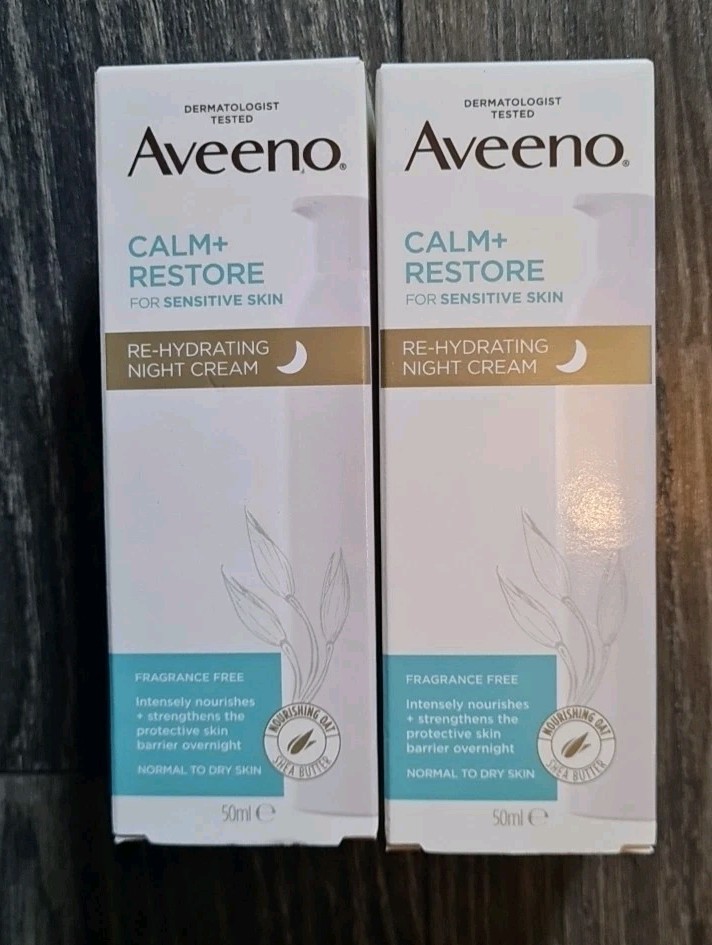 DERMATOLOGIST
TESTED
Aveeno®
CALM+
RESTORE
FOR SENSITIVE SKIN
RE-HYDRATING
NIGHT CREAM
FRAGRANCE FREE
Intensely nourishes
+ strengthens the
protective skin
barrier overnight
NORMAL TO DRY SKIN
NOURISHING OAT
SHEA BUTTER
50ml ℮
DERMATOLOGIST
TESTED
Aveeno®
CALM+
RESTORE
FOR SENSITIVE SKIN
RE-HYDRATING
NIGHT CREAM
FRAGRANCE FREE
Intensely nourishes
+ strengthens the
protective skin
barrier overnight
NORMAL TO DRY SKIN
NOURISHING OAT
SHEA BUTTER
50ml ℮